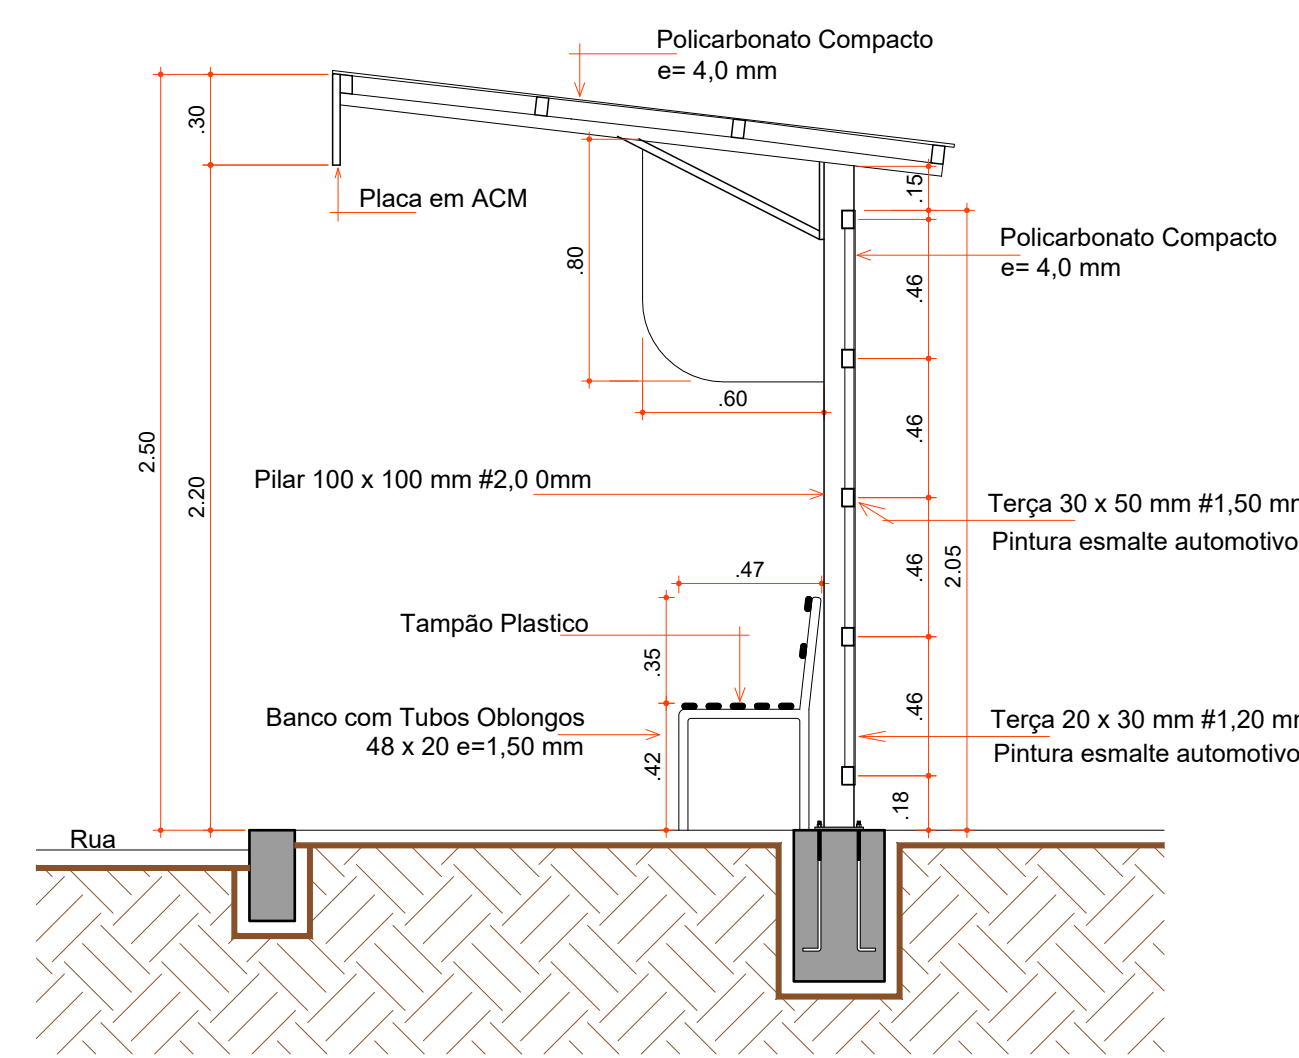 Policarbonato Compacto
e= 4,0 mm
.30
Placa em ACM
.15
Policarbonato Compacto
e= 4,0 mm
.80
.46
.60
.46
2.50
2.20
Pilar 100 x 100 mm #2,0 0mm
Terça 30 x 50 mm #1,50 mm
Pintura esmalte automotivo
.46
2.05
.47
Tampão Plastico
.35
.46
Banco com Tubos Oblongos
48 x 20 e=1,50 mm
.42
Terça 20 x 30 mm #1,20 mm
Pintura esmalte automotivo
.18
Rua